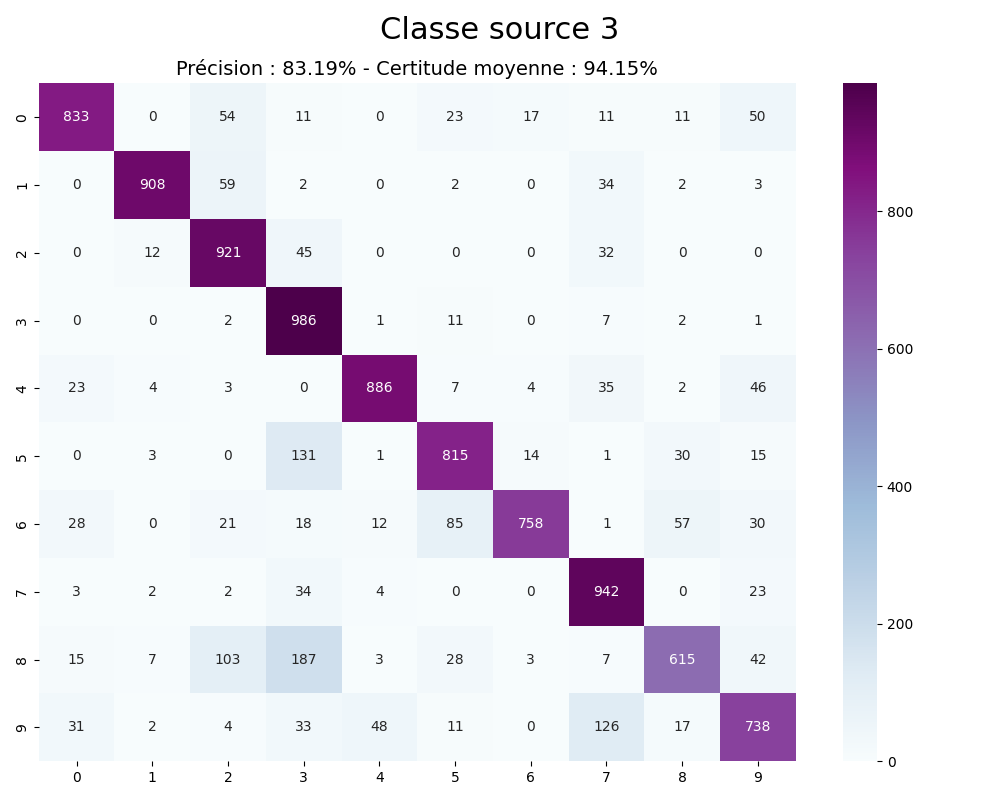 Classe source 3
Précision : 83.19% - Certitude moyenne : 94.15%
0 833 0 54 11 0 23 17 11 11 50
1 0 908 59 2 0 2 0 34 2 3
800
2 0 12 921 45 0 0 0 32 0 0
3 0 0 2 986 1 11 0 7 2 1
600
4 23 4 3 0 886 7 4 35 2 46
5 0 3 0 131 1 815 14 1 30 15
400
6 28 0 21 18 12 85 758 1 57 30
7 3 2 2 34 4 0 0 942 0 23
200
8 15 7 103 187 3 28 3 7 615 42
9 31 2 4 33 48 11 0 126 17 738
0
0 1 2 3 4 5 6 7 8 9